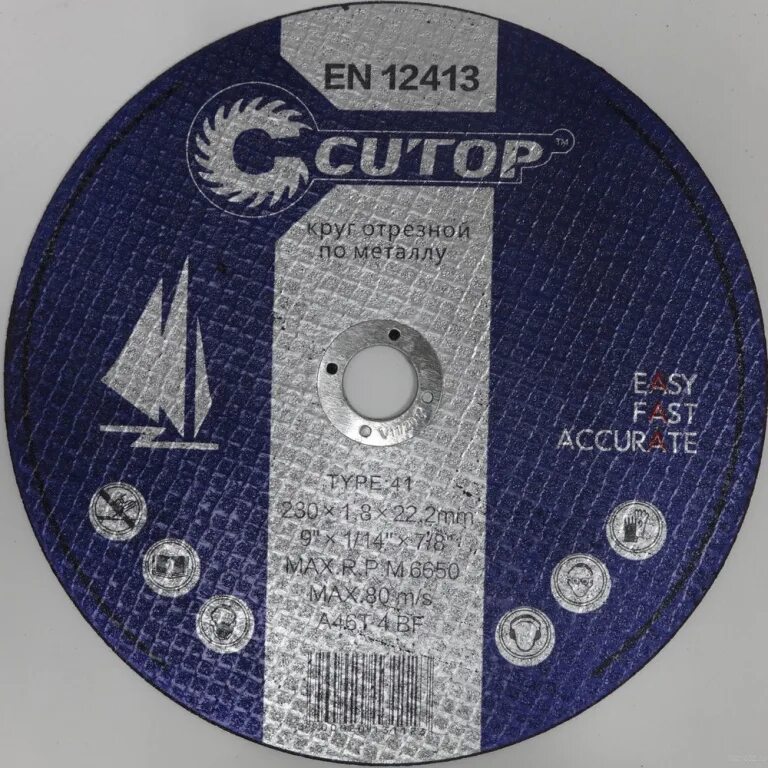 EN 12413
CUTOP™
круг отрезной
по металлу
EASY
FAST
ACCURATE
TYPE 41
230×1,8×22,2mm
9"×1/14"×7/8"
MAX.R.P.M 6650
MAX.80 m/s
A46T-4 BF